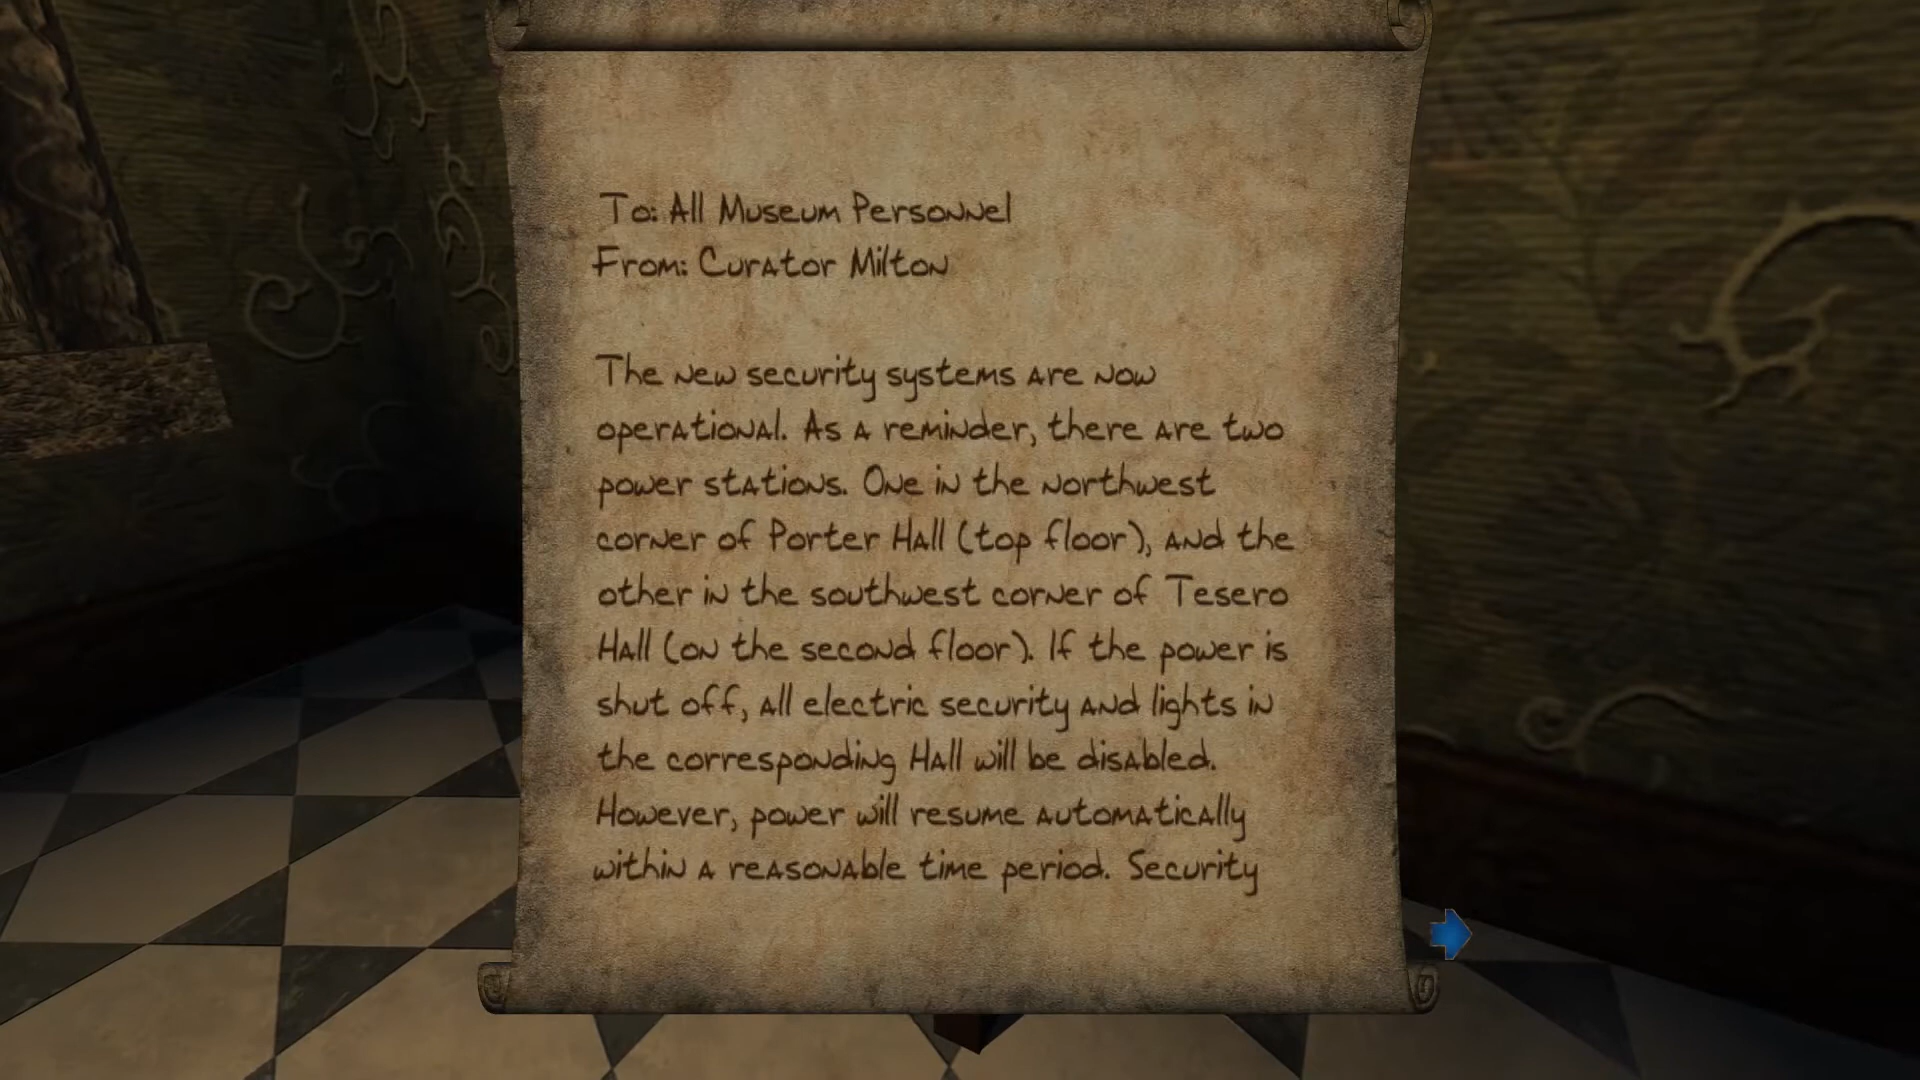 To: All Museum Personnel
From: Curator Milton
The new security systems are now
operational. As a reminder, there are two
power stations. One in the northwest
corner of Porter Hall (top floor), and the
other in the southwest corner of Tesero
Hall (on the second floor). If the power is
shut off, all electric security and lights in
the corresponding Hall will be disabled.
However, power will resume automatically
within a reasonable time period. Security